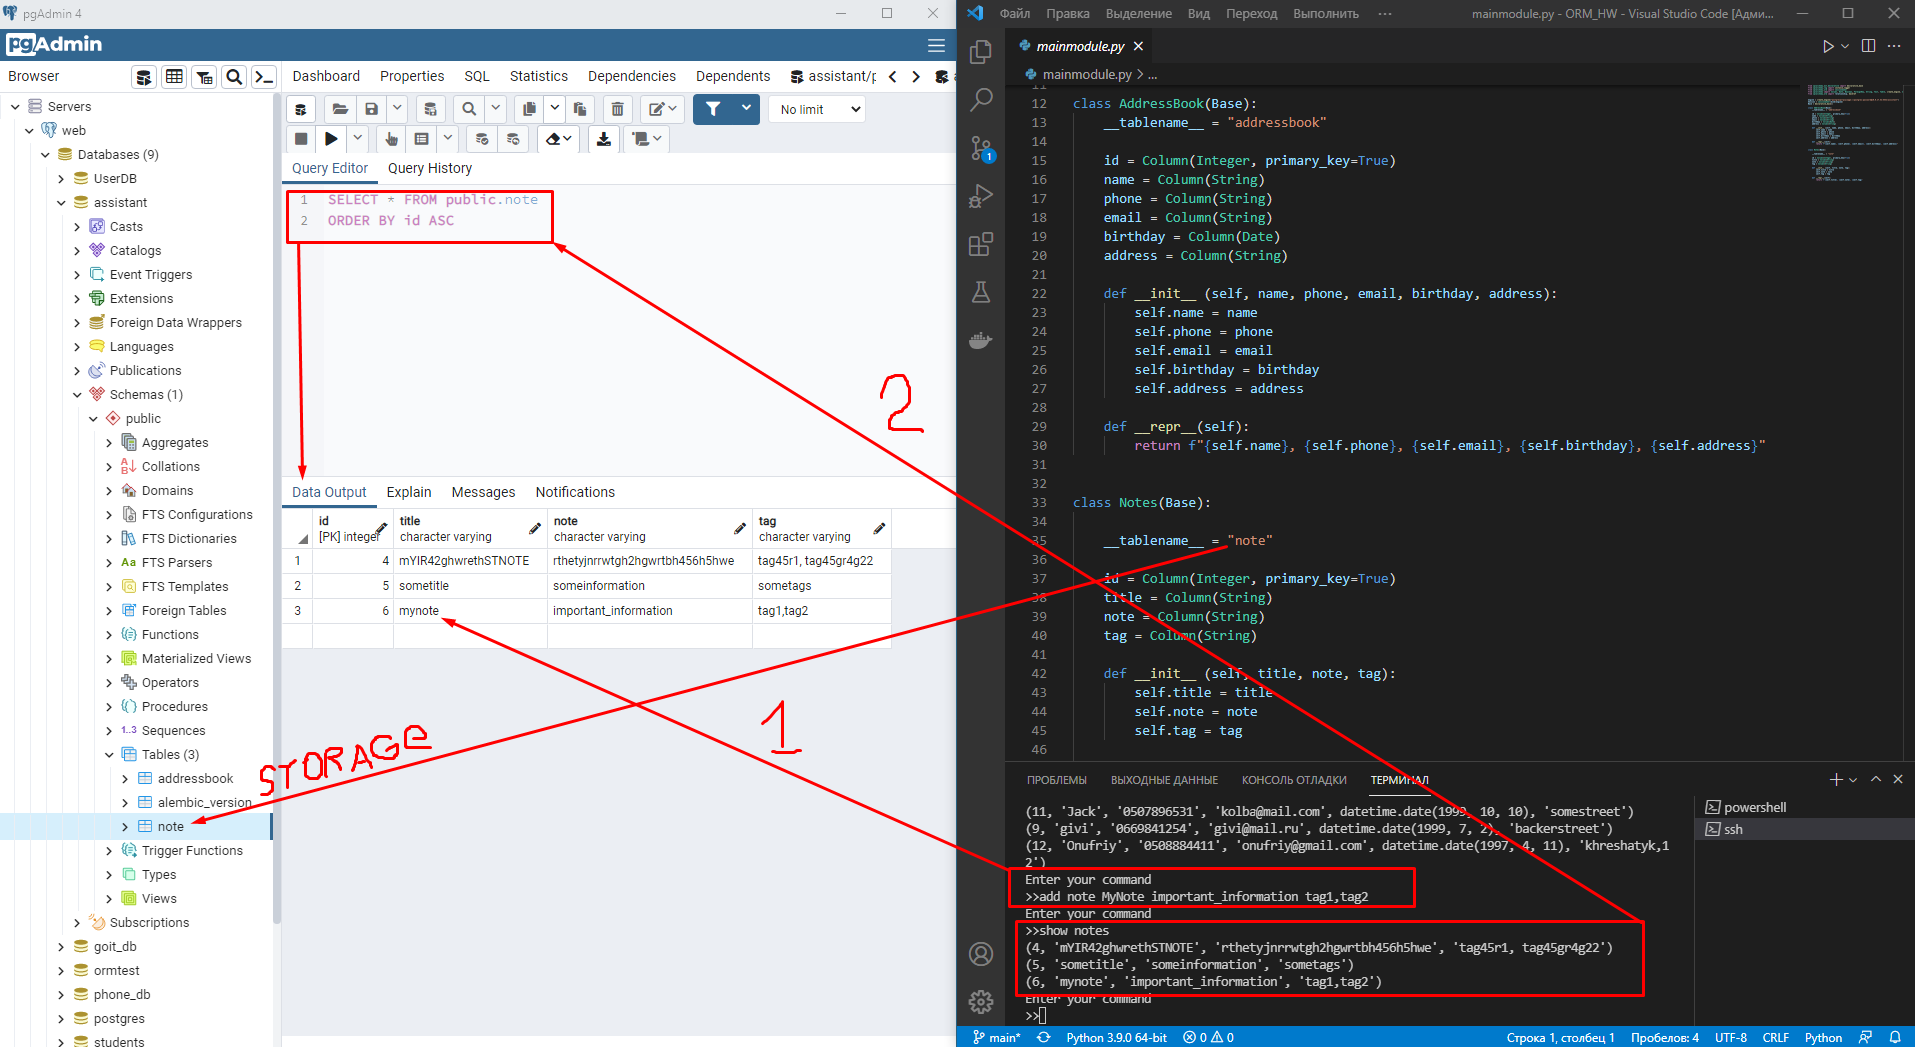 pgAdmin 4
pgAdmin
Browser
Servers
web
Databases (9)
UserDB
assistant
Casts
Catalogs
Event Triggers
Extensions
Foreign Data Wrappers
Languages
Publications
Schemas (1)
public
Aggregates
Collations
Domains
FTS Configurations
FTS Dictionaries
FTS Parsers
FTS Templates
Foreign Tables
Functions
Materialized Views
Operators
Procedures
1..3 Sequences
Tables (3)
addressbook
alembic_version
note
Trigger Functions
Types
Views
Subscriptions
goit_db
ormtest
phone_db
postgres
students
Dashboard Properties SQL Statistics Dependencies Dependents assistant/p
No limit
Query Editor Query History
1 SELECT * FROM public.note
2 ORDER BY id ASC
Data Output Explain Messages Notifications
id title note tag
[PK] integer character varying character varying character varying
1 4 mYIR42ghwrethSTNOTE rthetyjnrrwtgh2hgwrtbh456h5hwe tag45r1, tag45gr4g22
2 5 sometitle someinformation sometags
3 6 mynote important_information tag1,tag2
STORAGE
1
2
Файл Правка Выделение Вид Переход Выполнить ··· mainmodule.py - ORM_HW - Visual Studio Code [Адми...
mainmodule.py
mainmodule.py > ...
1
11
12 class AddressBook(Base):
13 __tablename__ = "addressbook"
14
15 id = Column(Integer, primary_key=True)
16 name = Column(String)
17 phone = Column(String)
18 email = Column(String)
19 birthday = Column(Date)
20 address = Column(String)
21
22 def __init__ (self, name, phone, email, birthday, address):
23 self.name = name
24 self.phone = phone
25 self.email = email
26 self.birthday = birthday
27 self.address = address
28
29 def __repr__(self):
30 return f"{self.name}, {self.phone}, {self.email}, {self.birthday}, {self.address}"
31
32
33 class Notes(Base):
34
35 __tablename__ = "note"
36
37 id = Column(Integer, primary_key=True)
38 title = Column(String)
39 note = Column(String)
40 tag = Column(String)
41
42 def __init__ (self, title, note, tag):
43 self.title = title
44 self.note = note
45 self.tag = tag
46
ПРОБЛЕМЫ ВЫХОДНЫЕ ДАННЫЕ КОНСОЛЬ ОТЛАДКИ ТЕРМИНАЛ
(11, 'Jack', '0507896531', 'kolba@mail.com', datetime.date(1999, 10, 10), 'somestreet')
(9, 'givi', '0669841254', 'givi@mail.ru', datetime.date(1999, 7, 2), 'backerstreet')
(12, 'Onufriy', '0508884411', 'onufriy@gmail.com', datetime.date(1997, 4, 11), 'khreshatyk,1
2')
Enter your command
>>add note MyNote important_information tag1,tag2
Enter your command
>>show notes
(4, 'mYIR42ghwrethSTNOTE', 'rthetyjnrrwtgh2hgwrtbh456h5hwe', 'tag45r1, tag45gr4g22')
(5, 'sometitle', 'someinformation', 'sometags')
(6, 'mynote', 'important_information', 'tag1,tag2')
Enter your command
>>
powershell
ssh
main* Python 3.9.0 64-bit 0 0 Строка 1, столбец 1 Пробелов: 4 UTF-8 CRLF Python